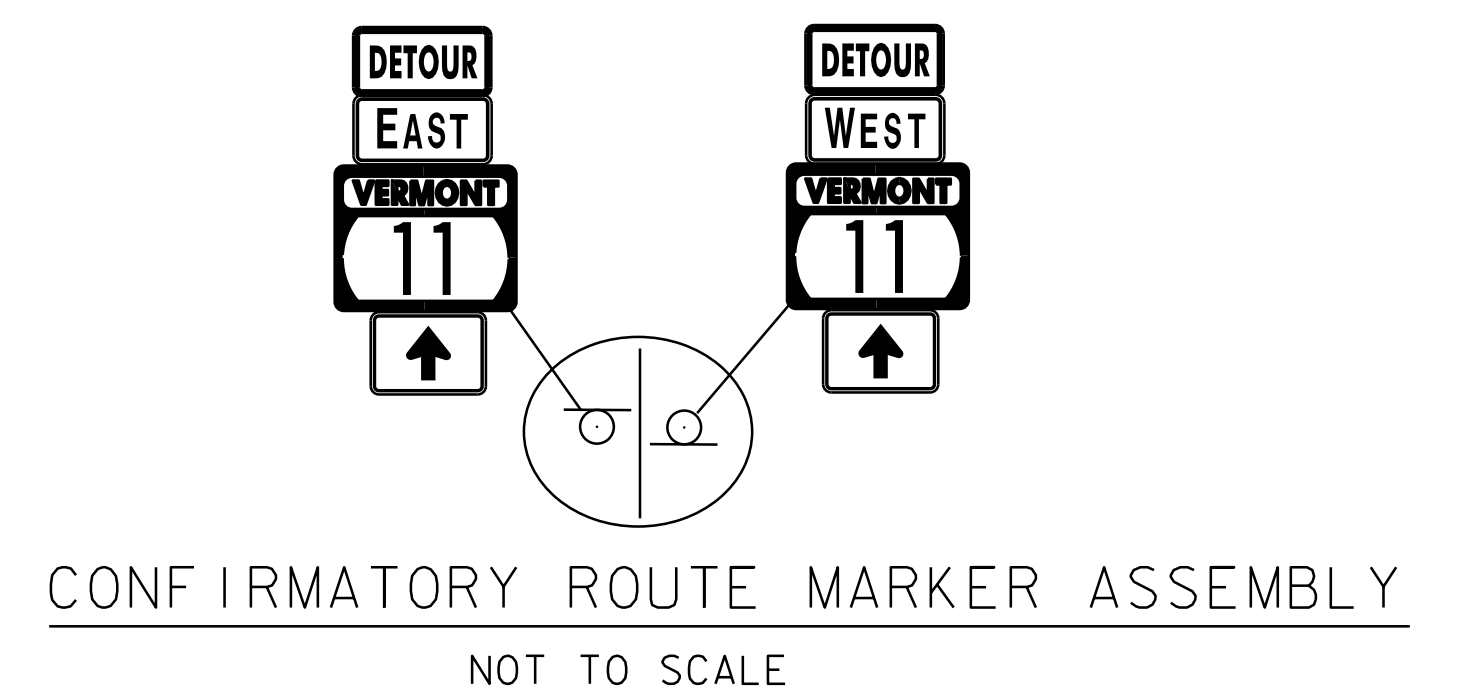 DETOUR
EAST
VERMONT
11
DETOUR
WEST
VERMONT
11
CONFIRMATORY ROUTE MARKER ASSEMBLY
NOT TO SCALE